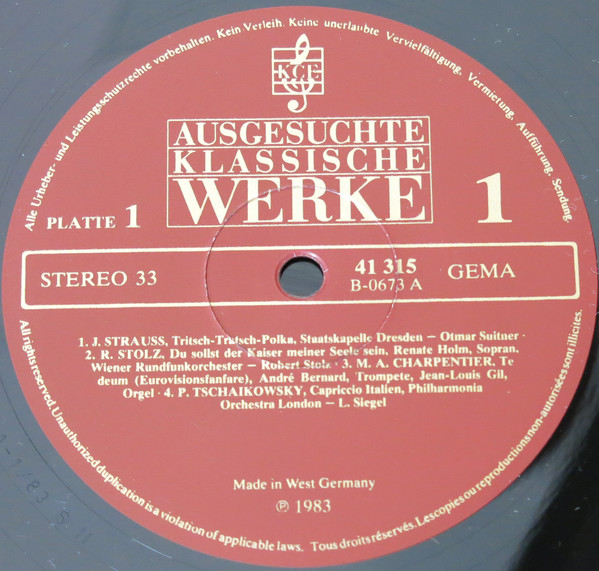 Alle Urheber- und Leistungsschutzrechte vorbehalten. Kein Verleih. Keine unerlaubte Vervielfältigung, Vermietung, Aufführung, Sendung.
KCE
AUSGESUCHTE
KLASSISCHE
WERKE
PLATTE 1
1
STEREO 33
41 315
B-0673 A
GEMA
1. J. STRAUSS, Tritsch-Tratsch-Polka, Staatskapelle Dresden – Otmar Suitner ·
2. R. STOLZ, Du sollst der Kaiser meiner Seele sein, Renate Holm, Sopran,
Wiener Rundfunkorchester – Robert Stolz · 3. M. A. CHARPENTIER, Te
deum (Eurovisionsfanfare), André Bernard, Trompete, Jean-Louis Gil,
Orgel · 4. P. TSCHAIKOWSKY, Capriccio Italien, Philharmonia
Orchestra London – L. Siegel
Made in West Germany
℗ 1983
All rights reserved. Unauthorized duplication is a violation of applicable laws. Tous droits réservés. Les copies ou reproductions non-autorisées sont illicites.